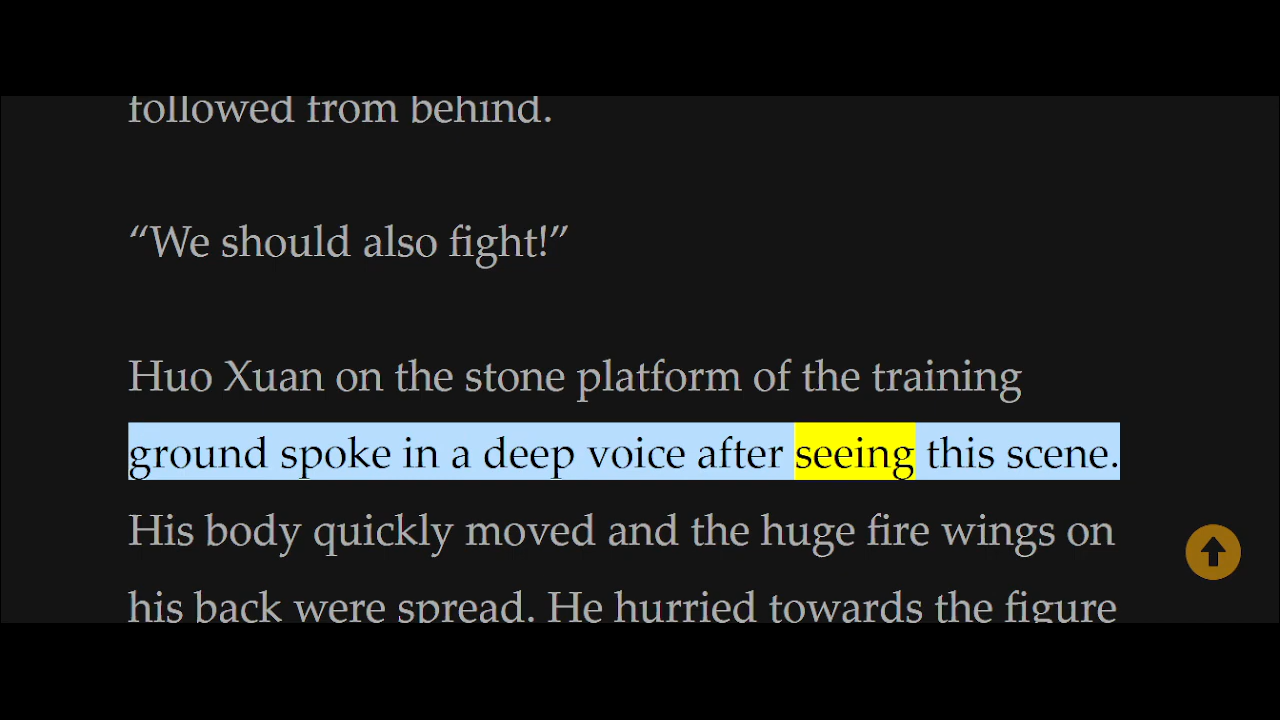 followed from behind.
“We should also fight!”
Huo Xuan on the stone platform of the training
ground spoke in a deep voice after seeing this scene.
His body quickly moved and the huge fire wings on
his back were spread. He hurried towards the figure